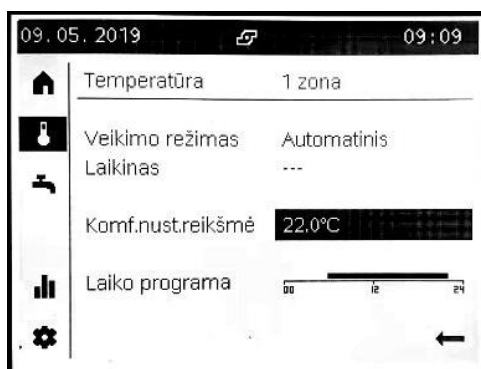 09.05.2019 09:09
Temperatūra 1 zona
Veikimo režimas Automatinis
Laikinas ---
Komf.nust.reikšmė 22.0°C
Laiko programa
00 12 24